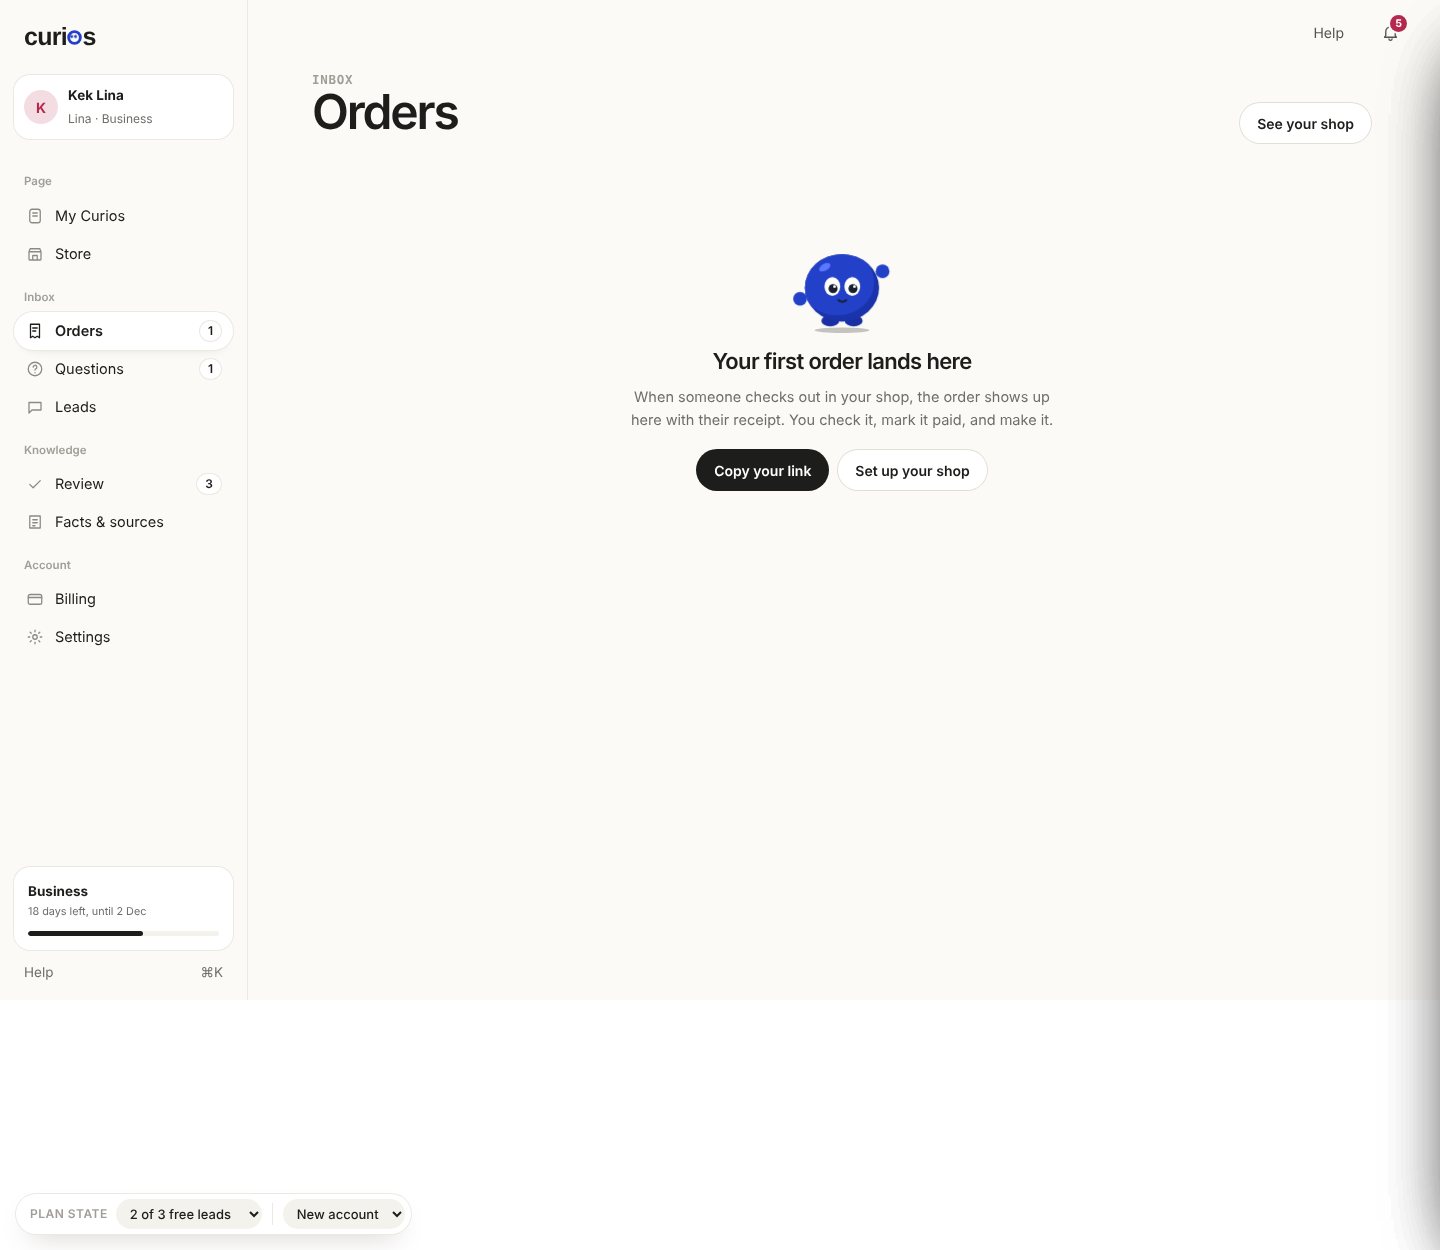 curios
Kek Lina
K
Lina · Business
Page
My Curios
Store
Inbox
Orders 1
Questions 1
Leads
Knowledge
Review 3
Facts & sources
Account
Billing
Settings
Business
18 days left, until 2 Dec
Help ⌘K
Help 5
INBOX
Orders
See your shop
Your first order lands here
When someone checks out in your shop, the order shows up
here with their receipt. You check it, mark it paid, and make it.
Copy your link Set up your shop
PLAN STATE 2 of 3 free leads New account